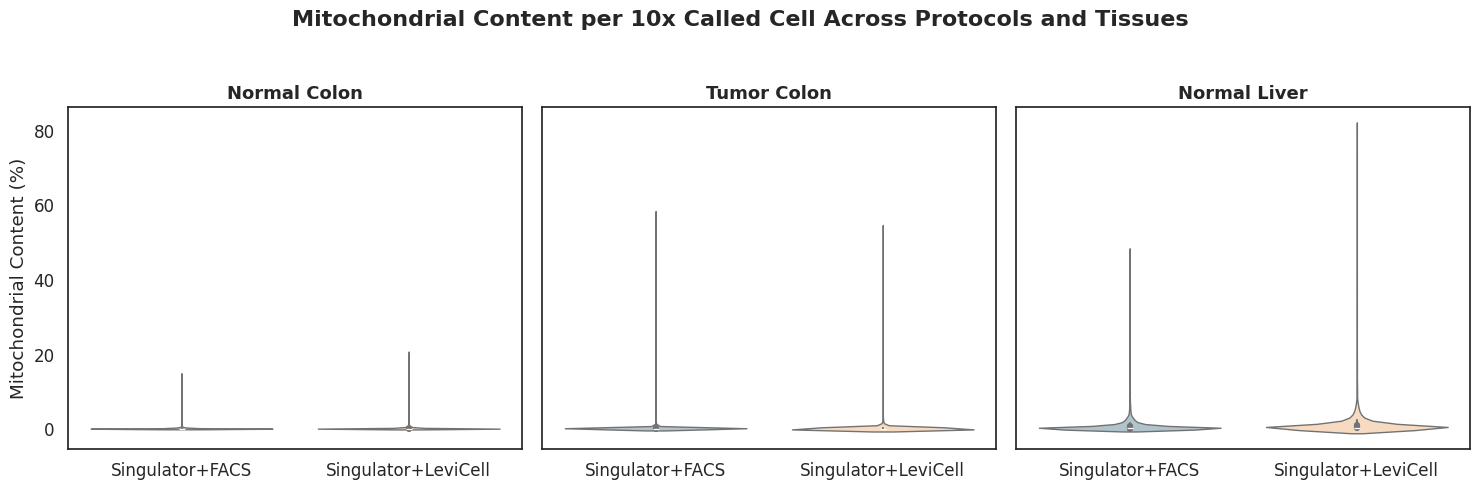 Mitochondrial Content per 10x Called Cell Across Protocols and Tissues
Normal Colon
Tumor Colon
Normal Liver
Mitochondrial Content (%)
80
60
40
20
0
Singulator+FACS
Singulator+LeviCell
Singulator+FACS
Singulator+LeviCell
Singulator+FACS
Singulator+LeviCell